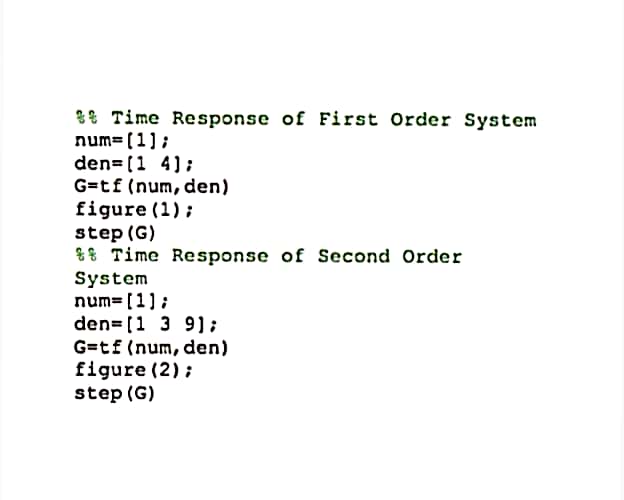 %% Time Response of First Order System
num=[1];
den=[1 4];
G=tf(num,den)
figure(1);
step(G)
%% Time Response of Second Order
System
num=[1];
den=[1 3 9];
G=tf(num,den)
figure(2);
step(G)